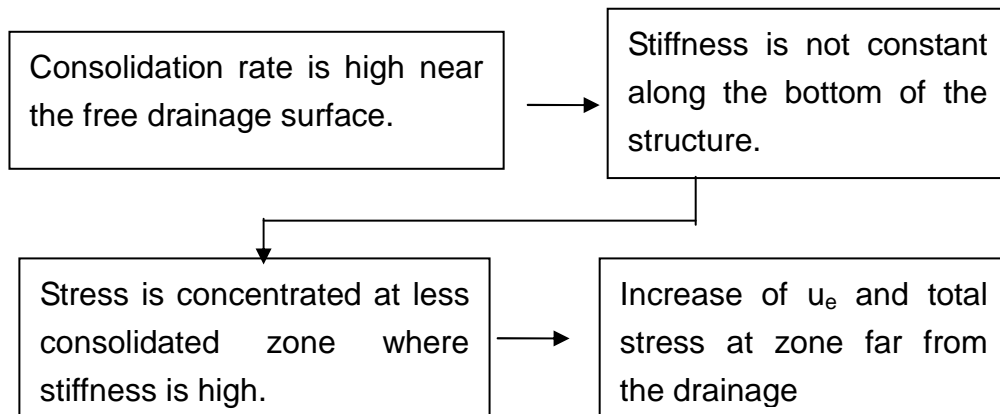 Consolidation rate is high near
the free drainage surface.
Stiffness is not constant
along the bottom of the
structure.
Stress is concentrated at less
consolidated zone where
stiffness is high.
Increase of uₑ and total
stress at zone far from
the drainage